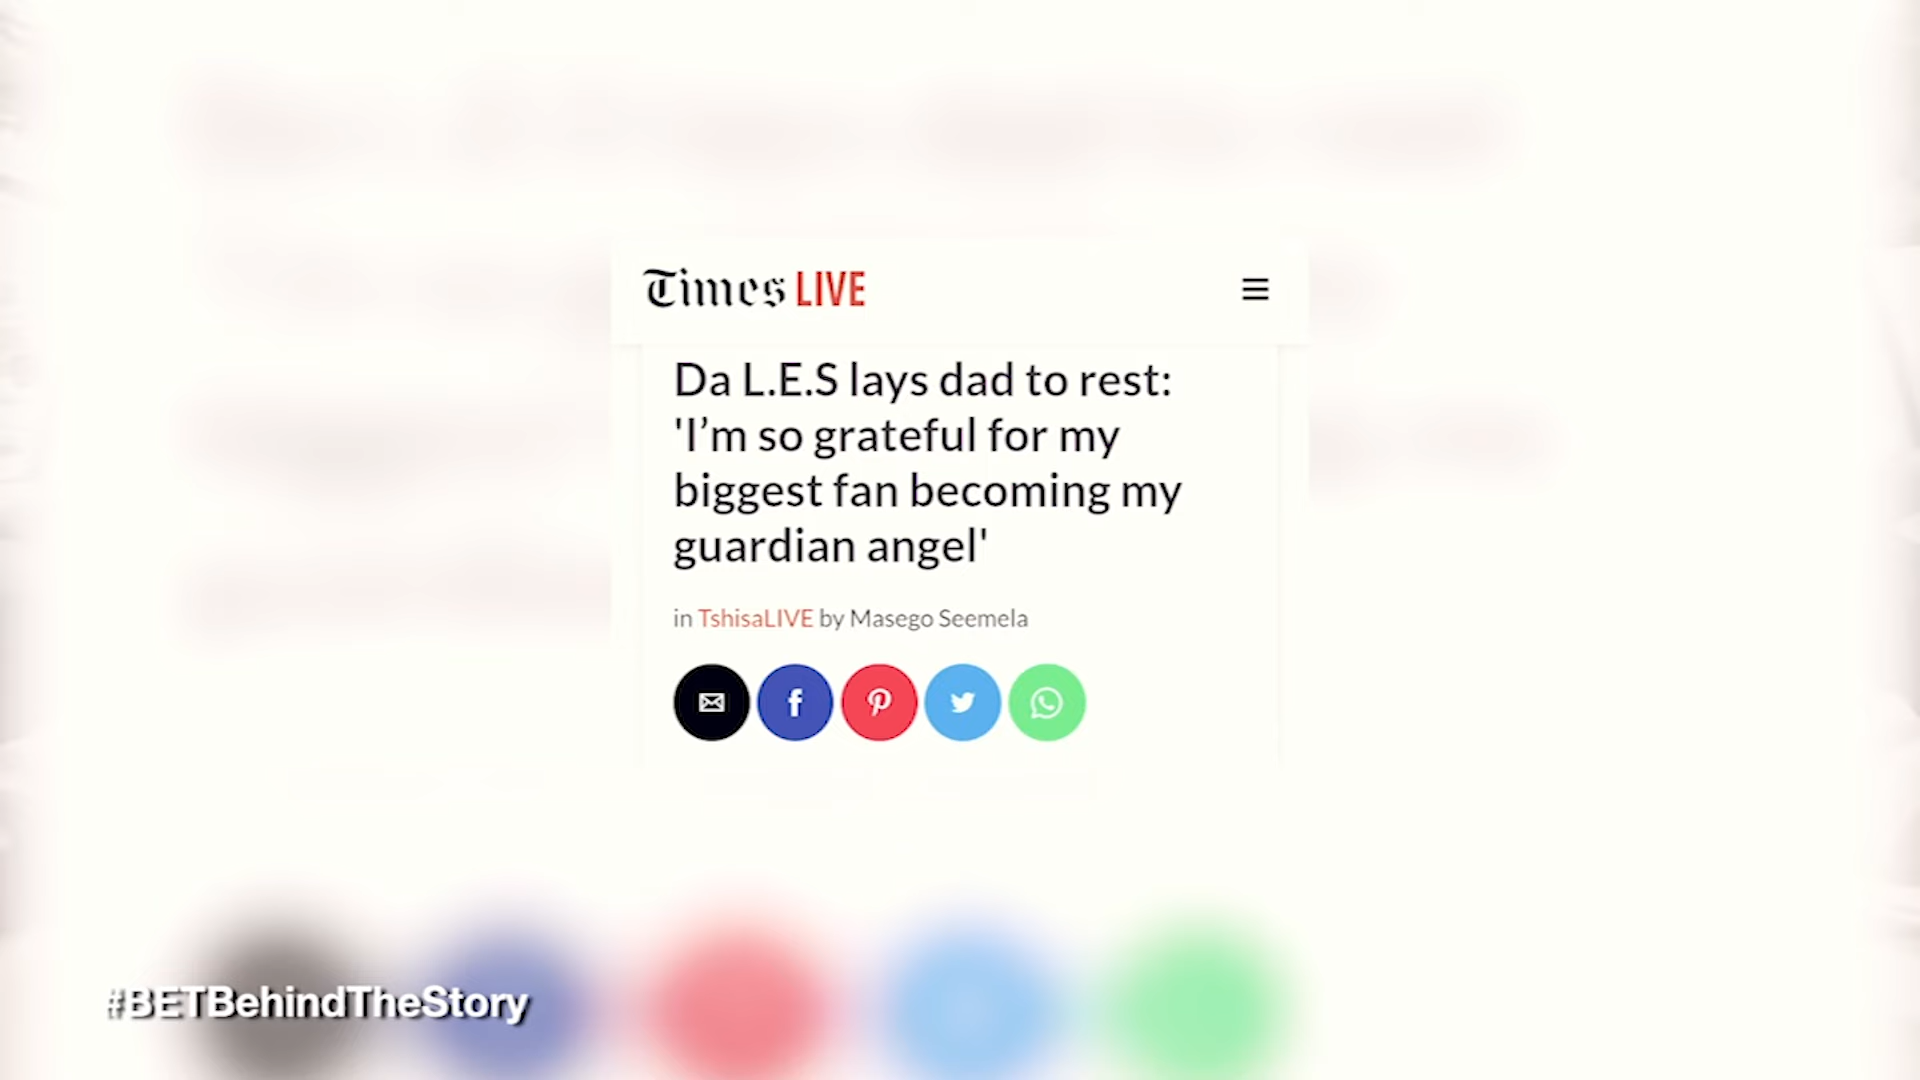 Times LIVE
Da L.E.S lays dad to rest:
'I’m so grateful for my
biggest fan becoming my
guardian angel'
in TshisaLIVE by Masego Seemela
#BETBehindTheStory